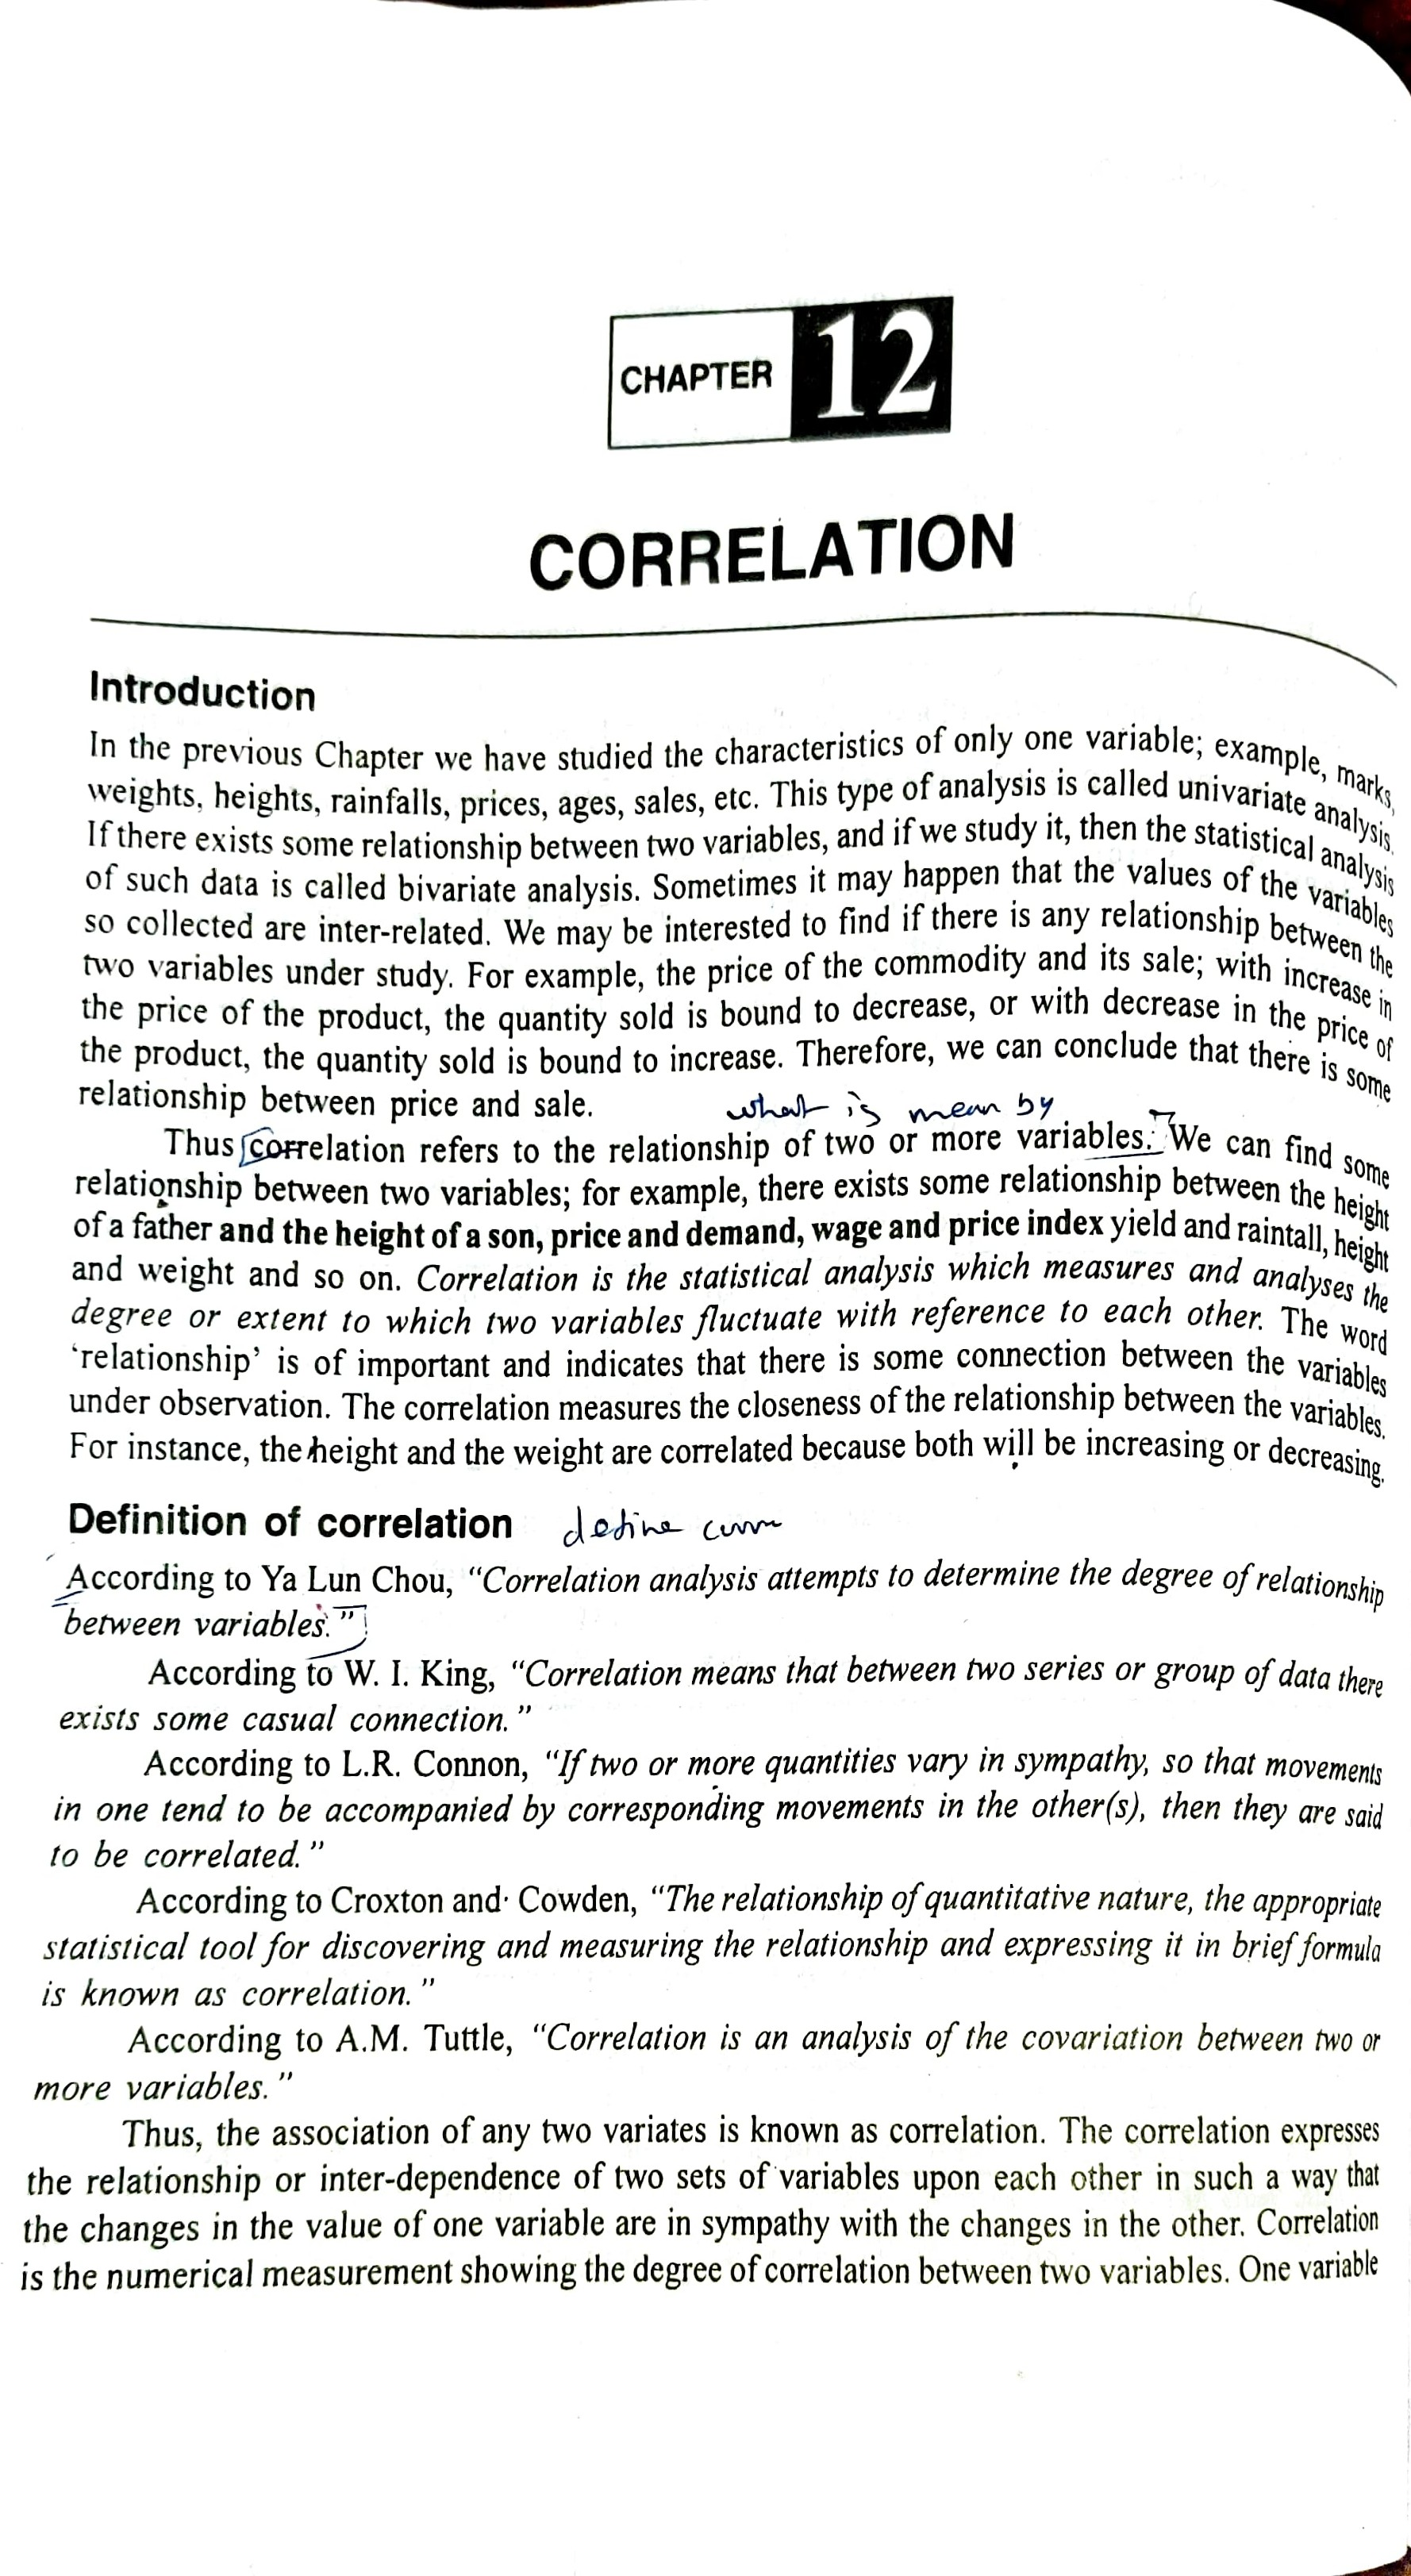 CHAPTER 12
CORRELATION
Introduction
In the previous Chapter we have studied the characteristics of only one variable; example, marks,
weights, heights, rainfalls, prices, ages, sales, etc. This type of analysis is called univariate analysis.
If there exists some relationship between two variables, and if we study it, then the statistical analysis
of such data is called bivariate analysis. Sometimes it may happen that the values of the variables
so collected are inter-related. We may be interested to find if there is any relationship between the
two variables under study. For example, the price of the commodity and its sale; with increase in
the price of the product, the quantity sold is bound to decrease, or with decrease in the price of
the product, the quantity sold is bound to increase. Therefore, we can conclude that there is some
relationship between price and sale.
what is mean by
Thus correlation refers to the relationship of two or more variables. We can find some
relationship between two variables; for example, there exists some relationship between the height
of a father and the height of a son, price and demand, wage and price index yield and raintall, height
and weight and so on. Correlation is the statistical analysis which measures and analyses the
degree or extent to which two variables fluctuate with reference to each other. The word
‘relationship’ is of important and indicates that there is some connection between the variables
under observation. The correlation measures the closeness of the relationship between the variables.
For instance, the height and the weight are correlated because both will be increasing or decreasing.
Definition of correlation define
According to Ya Lun Chou, “Correlation analysis attempts to determine the degree of relationship
between variables.”
According to W. I. King, “Correlation means that between two series or group of data there
exists some casual connection.”
According to L.R. Connon, “If two or more quantities vary in sympathy, so that movements
in one tend to be accompanied by corresponding movements in the other(s), then they are said
to be correlated.”
According to Croxton and Cowden, “The relationship of quantitative nature, the appropriate
statistical tool for discovering and measuring the relationship and expressing it in brief formula
is known as correlation.”
According to A.M. Tuttle, “Correlation is an analysis of the covariation between two or
more variables.”
Thus, the association of any two variates is known as correlation. The correlation expresses
the relationship or inter-dependence of two sets of variables upon each other in such a way that
the changes in the value of one variable are in sympathy with the changes in the other. Correlation
is the numerical measurement showing the degree of correlation between two variables. One variable